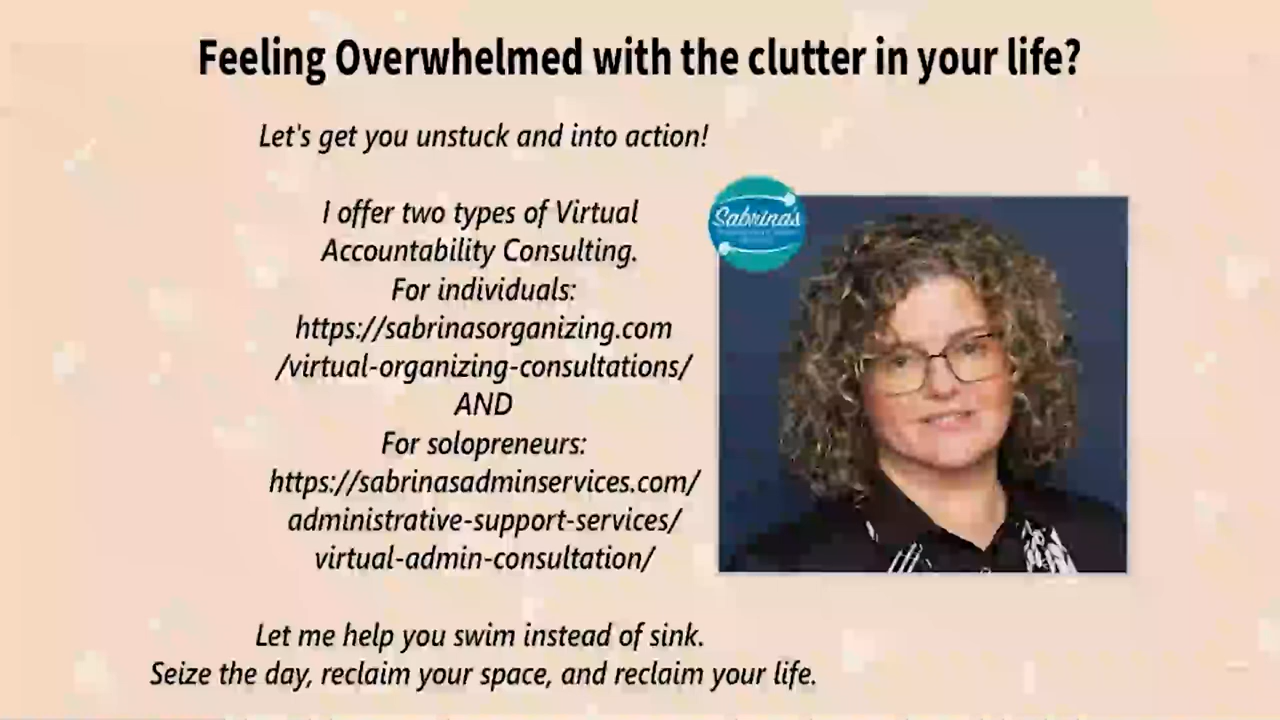 Feeling Overwhelmed with the clutter in your life?
Let's get you unstuck and into action!
I offer two types of Virtual
Accountability Consulting.
For individuals:
https://sabrinasorganizing.com
/virtual-organizing-consultations/
AND
For solopreneurs:
https://sabrinasadminservices.com/
administrative-support-services/
virtual-admin-consultation/
Sabrina's
Let me help you swim instead of sink.
Seize the day, reclaim your space, and reclaim your life.